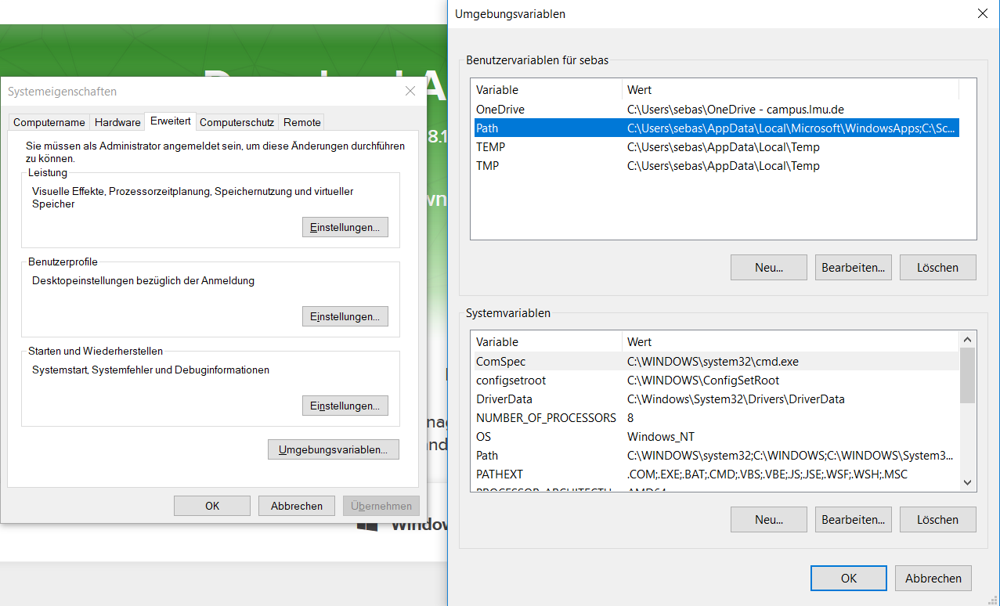 Systemeigenschaften
Computername Hardware Erweitert Computerschutz Remote
Sie müssen als Administrator angemeldet sein, um diese Änderungen durchführen
zu können.
Leistung
Visuelle Effekte, Prozessorzeitplanung, Speichernutzung und virtueller
Speicher
Einstellungen...
Benutzerprofile
Desktopeinstellungen bezüglich der Anmeldung
Einstellungen...
Starten und Wiederherstellen
Systemstart, Systemfehler und Debuginformationen
Einstellungen...
Umgebungsvariablen...
OK Abbrechen Übernehmen
8.1
Umgebungsvariablen
Benutzervariablen für sebas
Variable Wert
OneDrive C:\Users\sebas\OneDrive - campus.lmu.de
Path C:\Users\sebas\AppData\Local\Microsoft\WindowsApps;C:\Sc...
TEMP C:\Users\sebas\AppData\Local\Temp
TMP C:\Users\sebas\AppData\Local\Temp
Neu... Bearbeiten... Löschen
Systemvariablen
Variable Wert
ComSpec C:\WINDOWS\system32\cmd.exe
configsetroot C:\WINDOWS\ConfigSetRoot
DriverData C:\Windows\System32\Drivers\DriverData
NUMBER_OF_PROCESSORS 8
OS Windows_NT
Path C:\WINDOWS\system32;C:\WINDOWS;C:\WINDOWS\System3...
PATHEXT .COM;.EXE;.BAT;.CMD;.VBS;.VBE;.JS;.JSE;.WSF;.WSH;.MSC
Neu... Bearbeiten... Löschen
OK Abbrechen